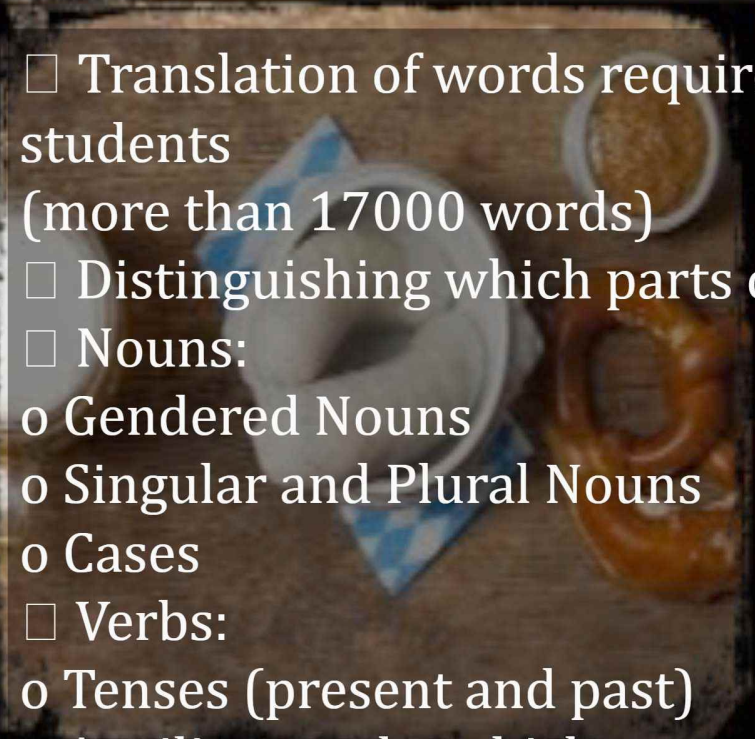 □ Translation of words requir
students
(more than 17000 words)
□ Distinguishing which parts
□ Nouns:
o Gendered Nouns
o Singular and Plural Nouns
o Cases
□ Verbs:
o Tenses (present and past)